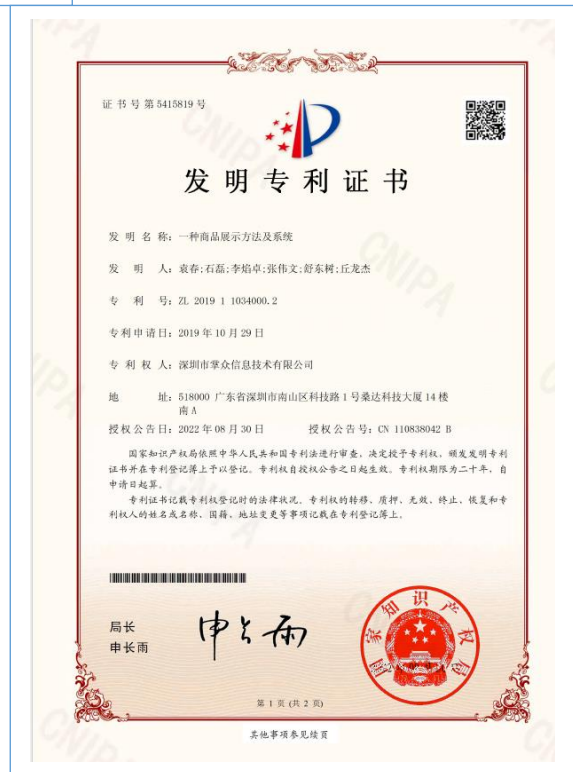 证书号第5415819号
发明专利证书
发明名称：一种商品展示方法及系统
发明人：袁春;石磊;李焰卓;张伟文;舒东树;丘龙杰
专利号：ZL 2019 1 1034000.2
专利申请日：2019年10月29日
专利权人：深圳市掌众信息技术有限公司
地址：518000 广东省深圳市南山区科技路1号桑达科技大厦14楼
南A
授权公告日：2022年08月30日 授权公告号：CN 110838042 B
国家知识产权局依照中华人民共和国专利法进行审查，决定授予专利权，颁发发明专利
证书并在专利登记簿上予以登记。专利权自授权公告之日起生效。专利权期限为二十年，自
申请日起算。
专利证书记载专利权登记时的法律状况。专利权的转移、质押、无效、终止、恢复和专
利权人的姓名或名称、国籍、地址变更等事项记载在专利登记簿上。
局长
申长雨
申长雨
国家知识产权局
第 1 页 (共 2 页)
其他事项参见续页
CNIPA
CNIPA
CNIPA
CNIPA